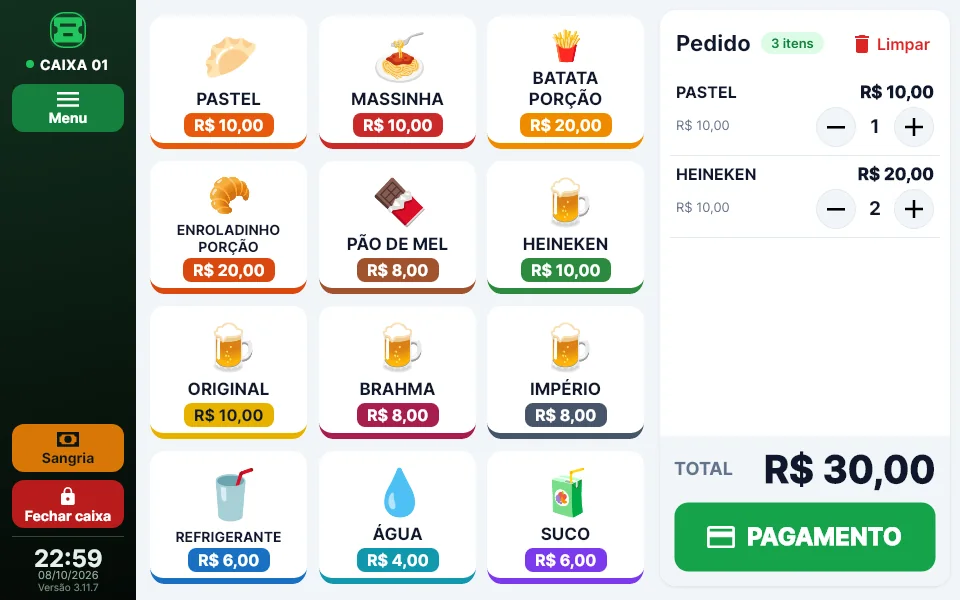 CAIXA 01
Menu
Sangria
Fechar caixa
22:59
08/10/2026
Versão 3.11.7
PASTEL
R$ 10,00
MASSINHA
R$ 10,00
BATATA
PORÇÃO
R$ 20,00
ENROLADINHO
PORÇÃO
R$ 20,00
PÃO DE MEL
R$ 8,00
HEINEKEN
R$ 10,00
ORIGINAL
R$ 10,00
BRAHMA
R$ 8,00
IMPÉRIO
R$ 8,00
REFRIGERANTE
R$ 6,00
ÁGUA
R$ 4,00
SUCO
R$ 6,00
Pedido 3 itens Limpar
PASTEL R$ 10,00
R$ 10,00 1
HEINEKEN R$ 20,00
R$ 10,00 2
TOTAL R$ 30,00
PAGAMENTO